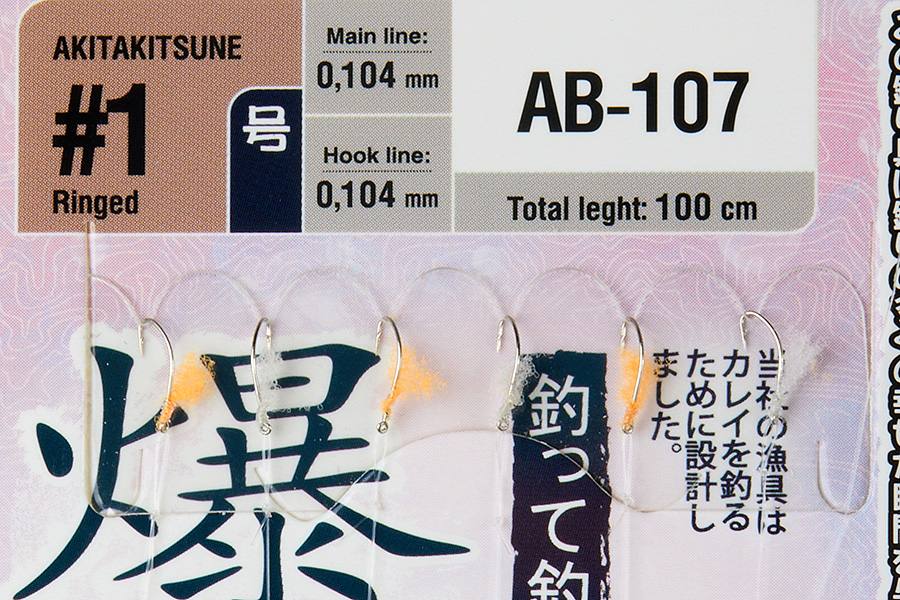 AKITAKITSUNE
#1
Ringed
号
Main line:
0,104 mm
Hook line:
0,104 mm
AB-107
Total leght: 100 cm
爆
釣って釣
当社の漁具は
カレイを釣る
ために設計し
ました。